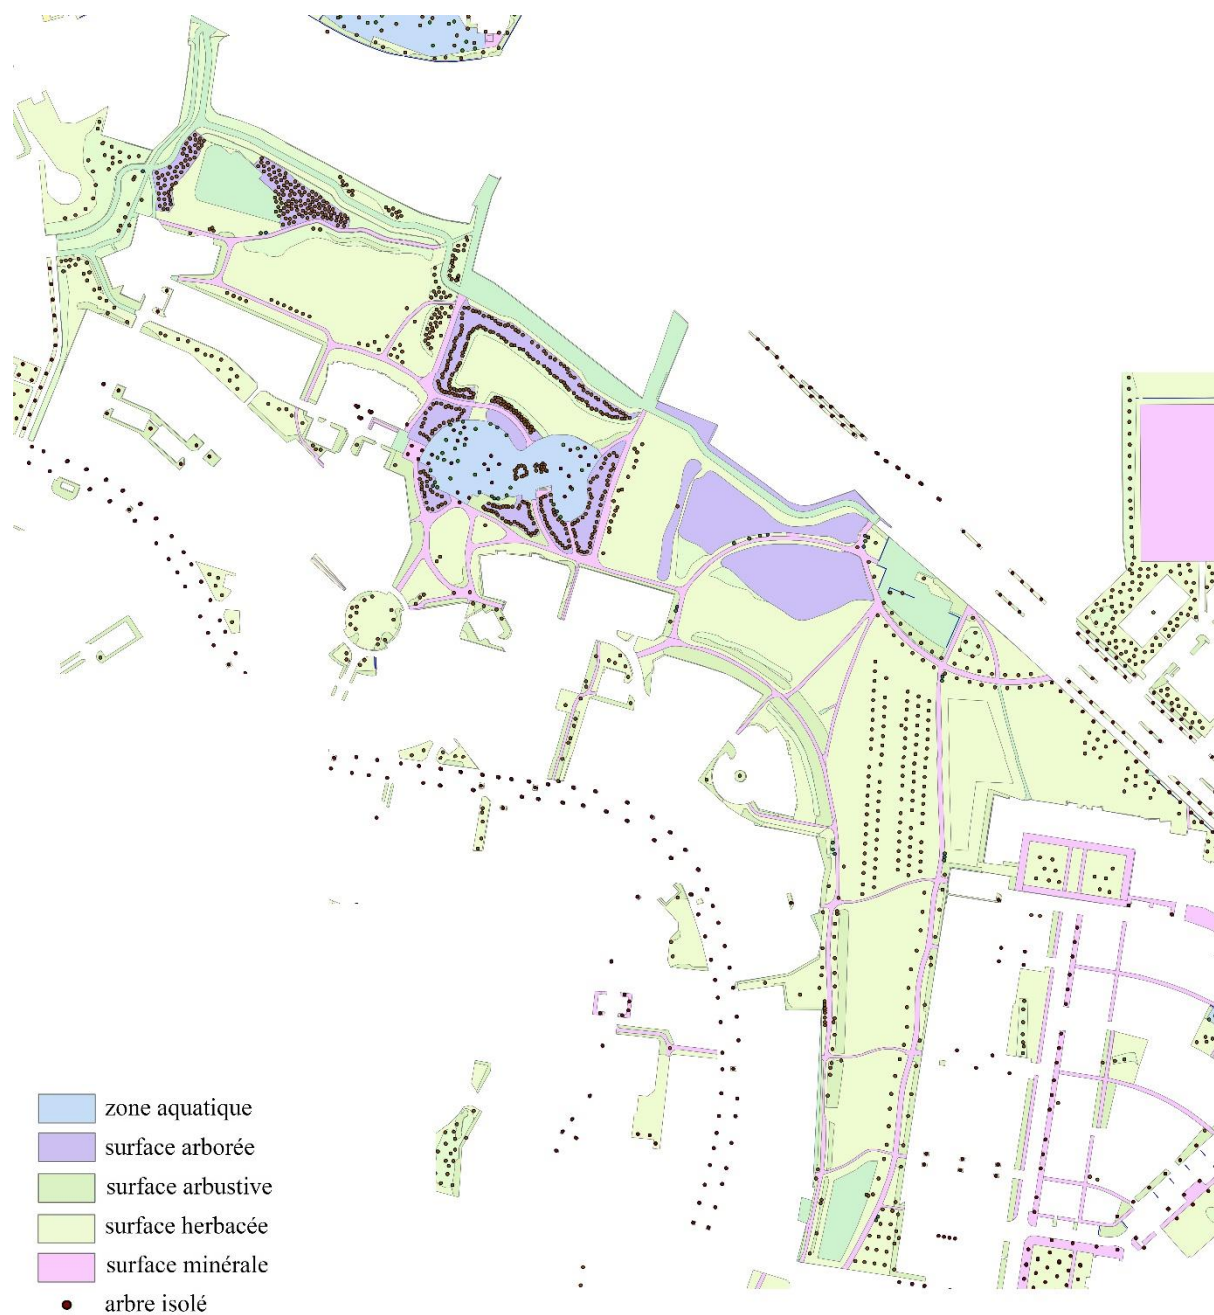 zone aquatique
surface arborée
surface arbustive
surface herbacée
surface minérale
arbre isolé